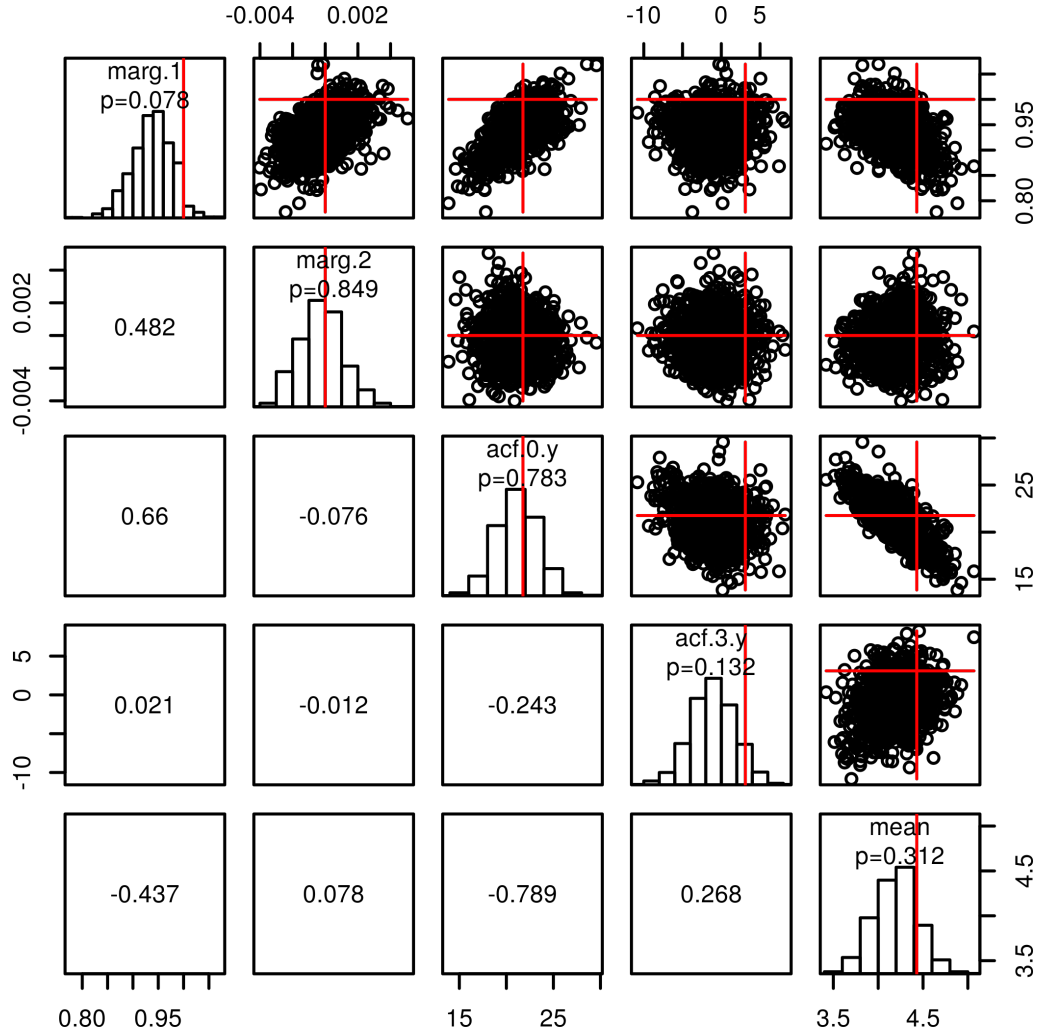 -0.004 0.002 -10 0 5
marg.1
p=0.078
0.80 0.95
marg.2
p=0.849
-0.004 0.002
0.482
acf.0.y
p=0.783
0.66 -0.076
15 25
acf.3.y
p=0.132
-10 0 5
0.021 -0.012 -0.243
mean
p=0.312
-0.437 0.078 -0.789 0.268
3.5 4.5
0.80 0.95 15 25 3.5 4.5